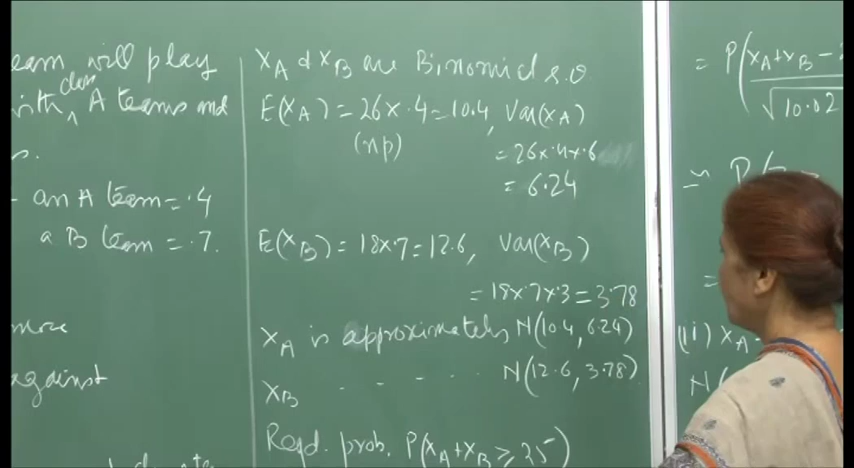 eam will play
with class A teams and
s.
an A team = .4
a B team = .7.
more
against
X_A & X_B are Binomial r.v.
E(X_A) = 26 x .4 = 10.4, Var(X_A)
(np)
= 26 x .4 x .6
= 6.24
E(X_B) = 18 x .7 = 12.6, Var(X_B)
= 18 x .7 x .3 = 3.78
X_A is approximately N(10.4, 6.24)
X_B - - - - N(12.6, 3.78)
Reqd. prob. P(X_A + X_B ≥ 25)
= P(X_A + X_B -
√10.02
≃ P
=
(ii) X_A -
N(